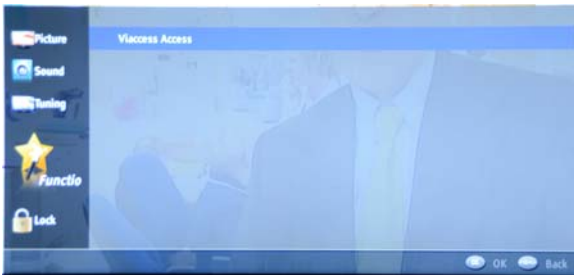 Picture
Viaccess Access
Sound
Tuning
Functio
Lock
OK Back